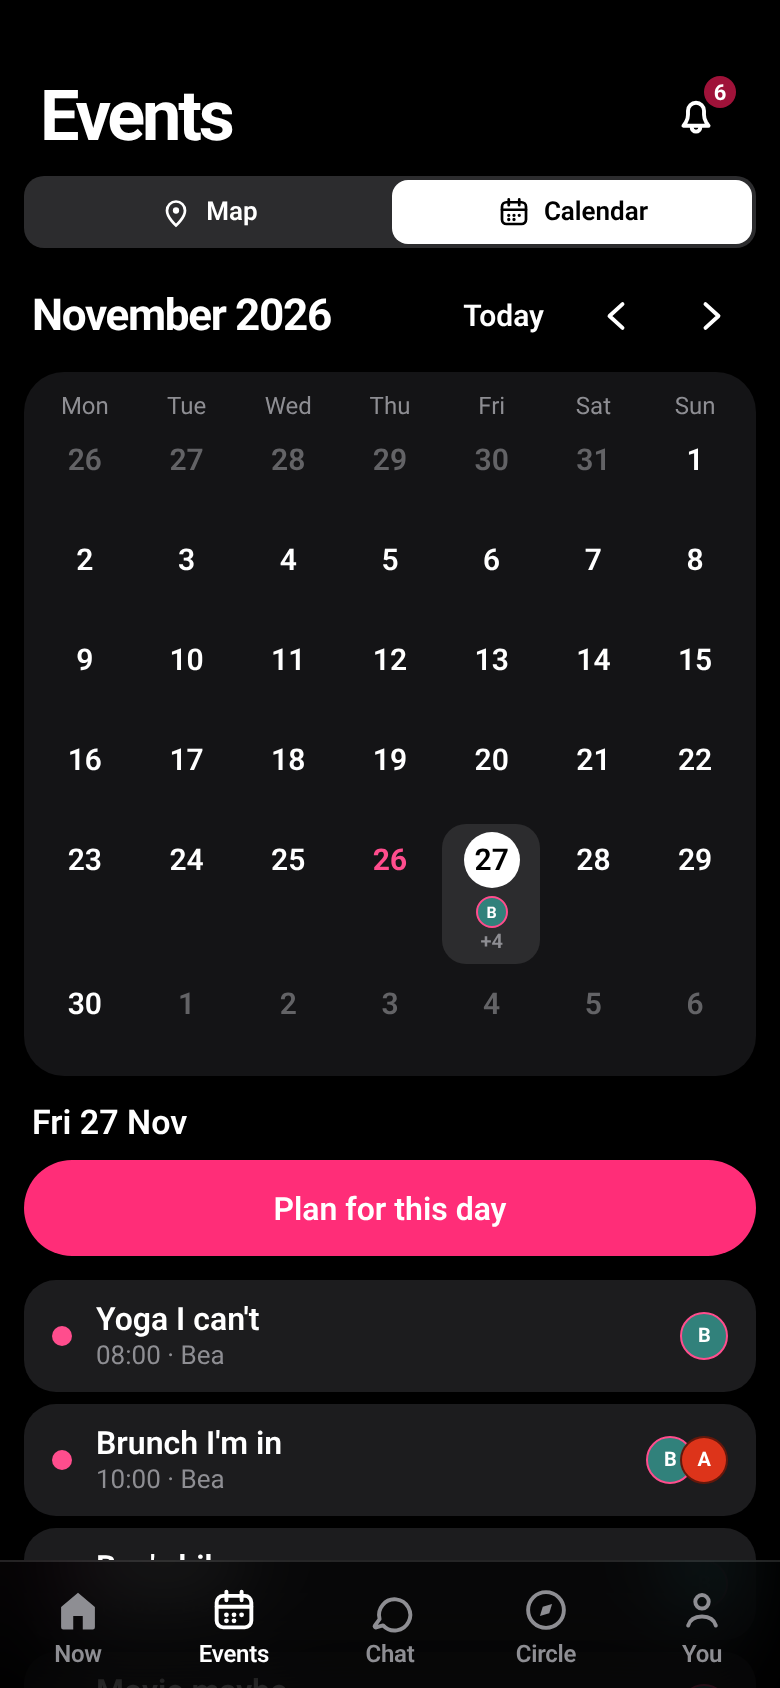 Events
6
Map
Calendar
November 2026
Today
Mon Tue Wed Thu Fri Sat Sun
26 27 28 29 30 31 1
2 3 4 5 6 7 8
9 10 11 12 13 14 15
16 17 18 19 20 21 22
23 24 25 26 27 28 29
B
+4
30 1 2 3 4 5 6
Fri 27 Nov
Plan for this day
Yoga I can't
08:00 · Bea
B
Brunch I'm in
10:00 · Bea
B A
Now Events Chat Circle You
Movie maybe